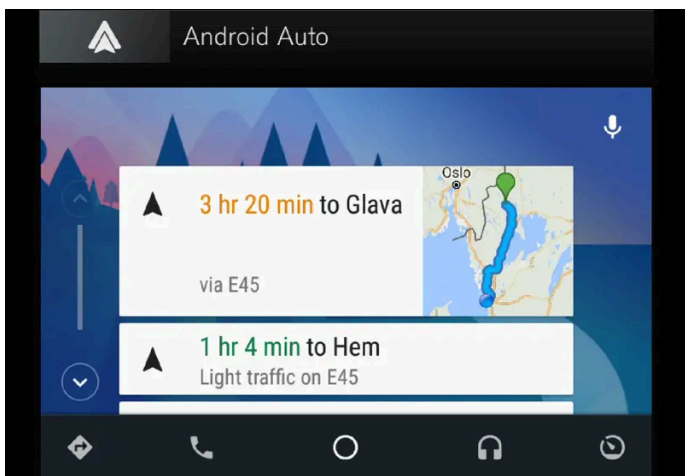 Android Auto
3 hr 20 min to Glava
via E45
Oslo
1 hr 4 min to Hem
Light traffic on E45